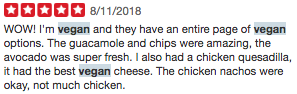 8/11/2018
WOW! I'm vegan and they have an entire page of vegan
options. The guacamole and chips were amazing, the
avocado was super fresh. I also had a chicken quesadilla,
it had the best vegan cheese. The chicken nachos were
okay, not much chicken.